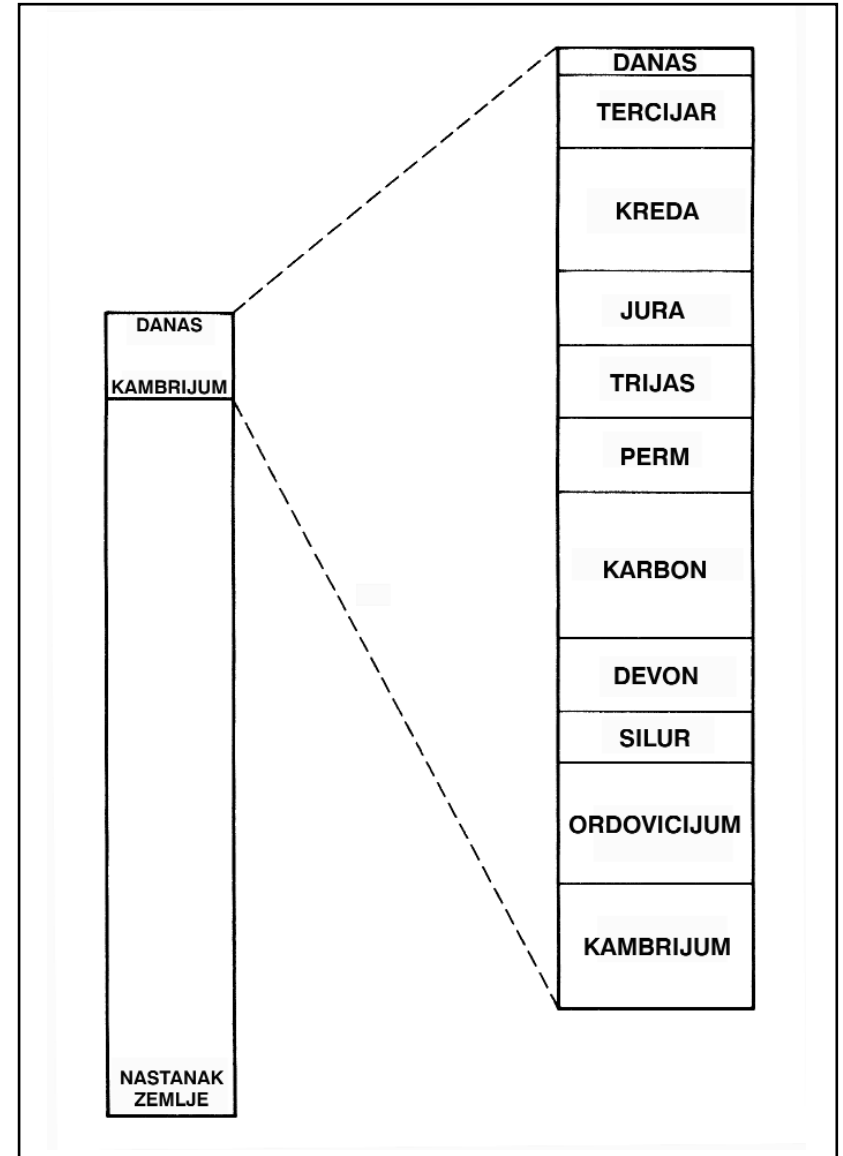 DANAS
KAMBRIJUM
NASTANAK
ZEMLJE
DANAS
TERCIJAR
KREDA
JURA
TRIJAS
PERM
KARBON
DEVON
SILUR
ORDOVICIJUM
KAMBRIJUM